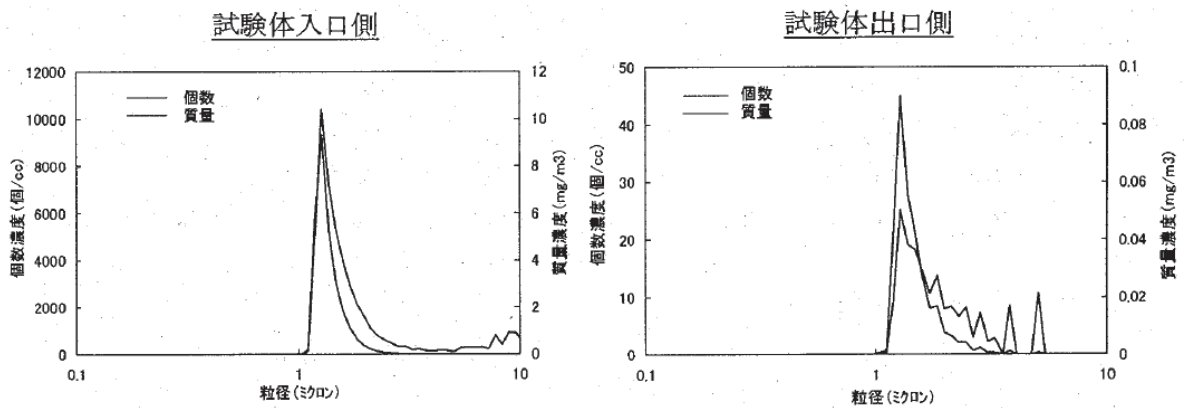 試験体入口側
12000
10000
8000
6000
4000
2000
0
個数濃度(個/cc)
個数
質量
12
10
8
6
4
2
0
質量濃度(mg/m3)
0.1
1
10
粒径(ミクロン)
試験体出口側
50
40
30
20
10
0
個数濃度(個/cc)
個数
質量
0.1
0.08
0.06
0.04
0.02
0
質量濃度(mg/m3)
0.1
1
10
粒径(ミクロン)